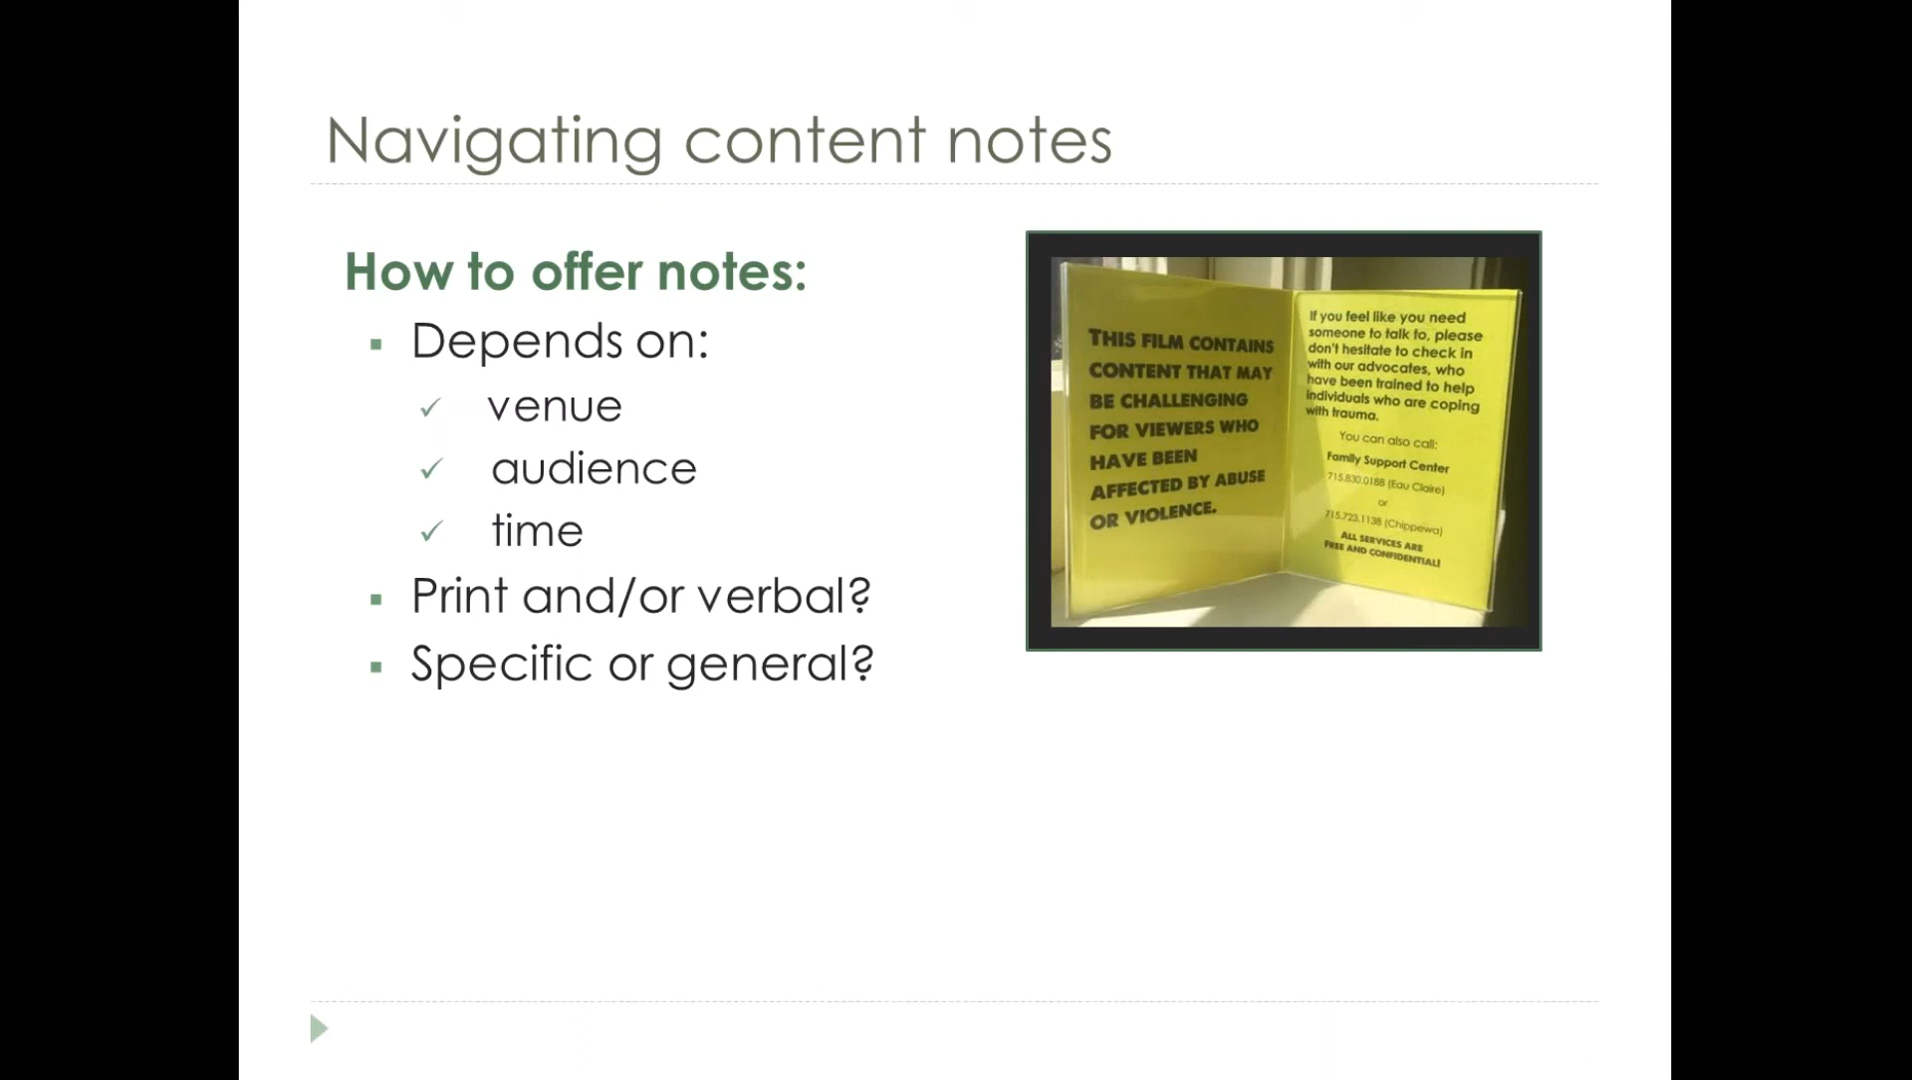 Navigating content notes
How to offer notes:
Depends on:
venue
audience
time
Print and/or verbal?
Specific or general?
THIS FILM CONTAINS
CONTENT THAT MAY
BE CHALLENGING
FOR VIEWERS WHO
HAVE BEEN
AFFECTED BY ABUSE
OR VIOLENCE.
If you feel like you need
someone to talk to, please
don't hesitate to check in
with our advocates, who
have been trained to help
individuals who are coping
with trauma.
You can also call:
Family Support Center
715.830.0188 (Eau Claire)
or
715.723.1138 (Chippewa)
ALL SERVICES ARE
FREE AND CONFIDENTIAL!